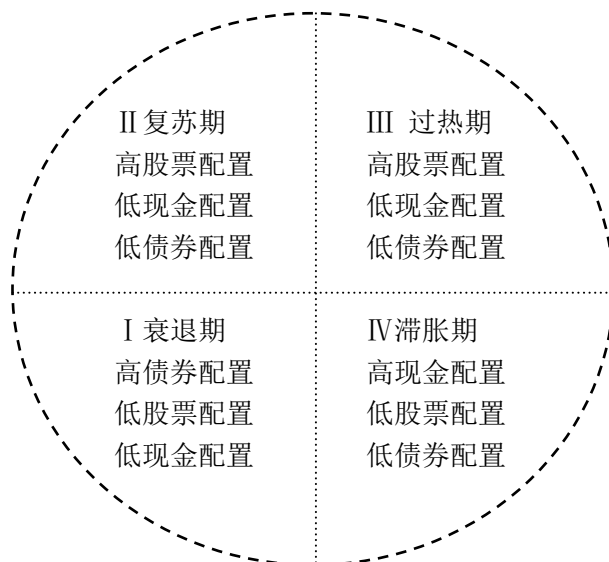 Ⅱ复苏期
高股票配置
低现金配置
低债券配置
Ⅲ 过热期
高股票配置
低现金配置
低债券配置
Ⅰ衰退期
高债券配置
低股票配置
低现金配置
Ⅳ滞胀期
高现金配置
低股票配置
低债券配置